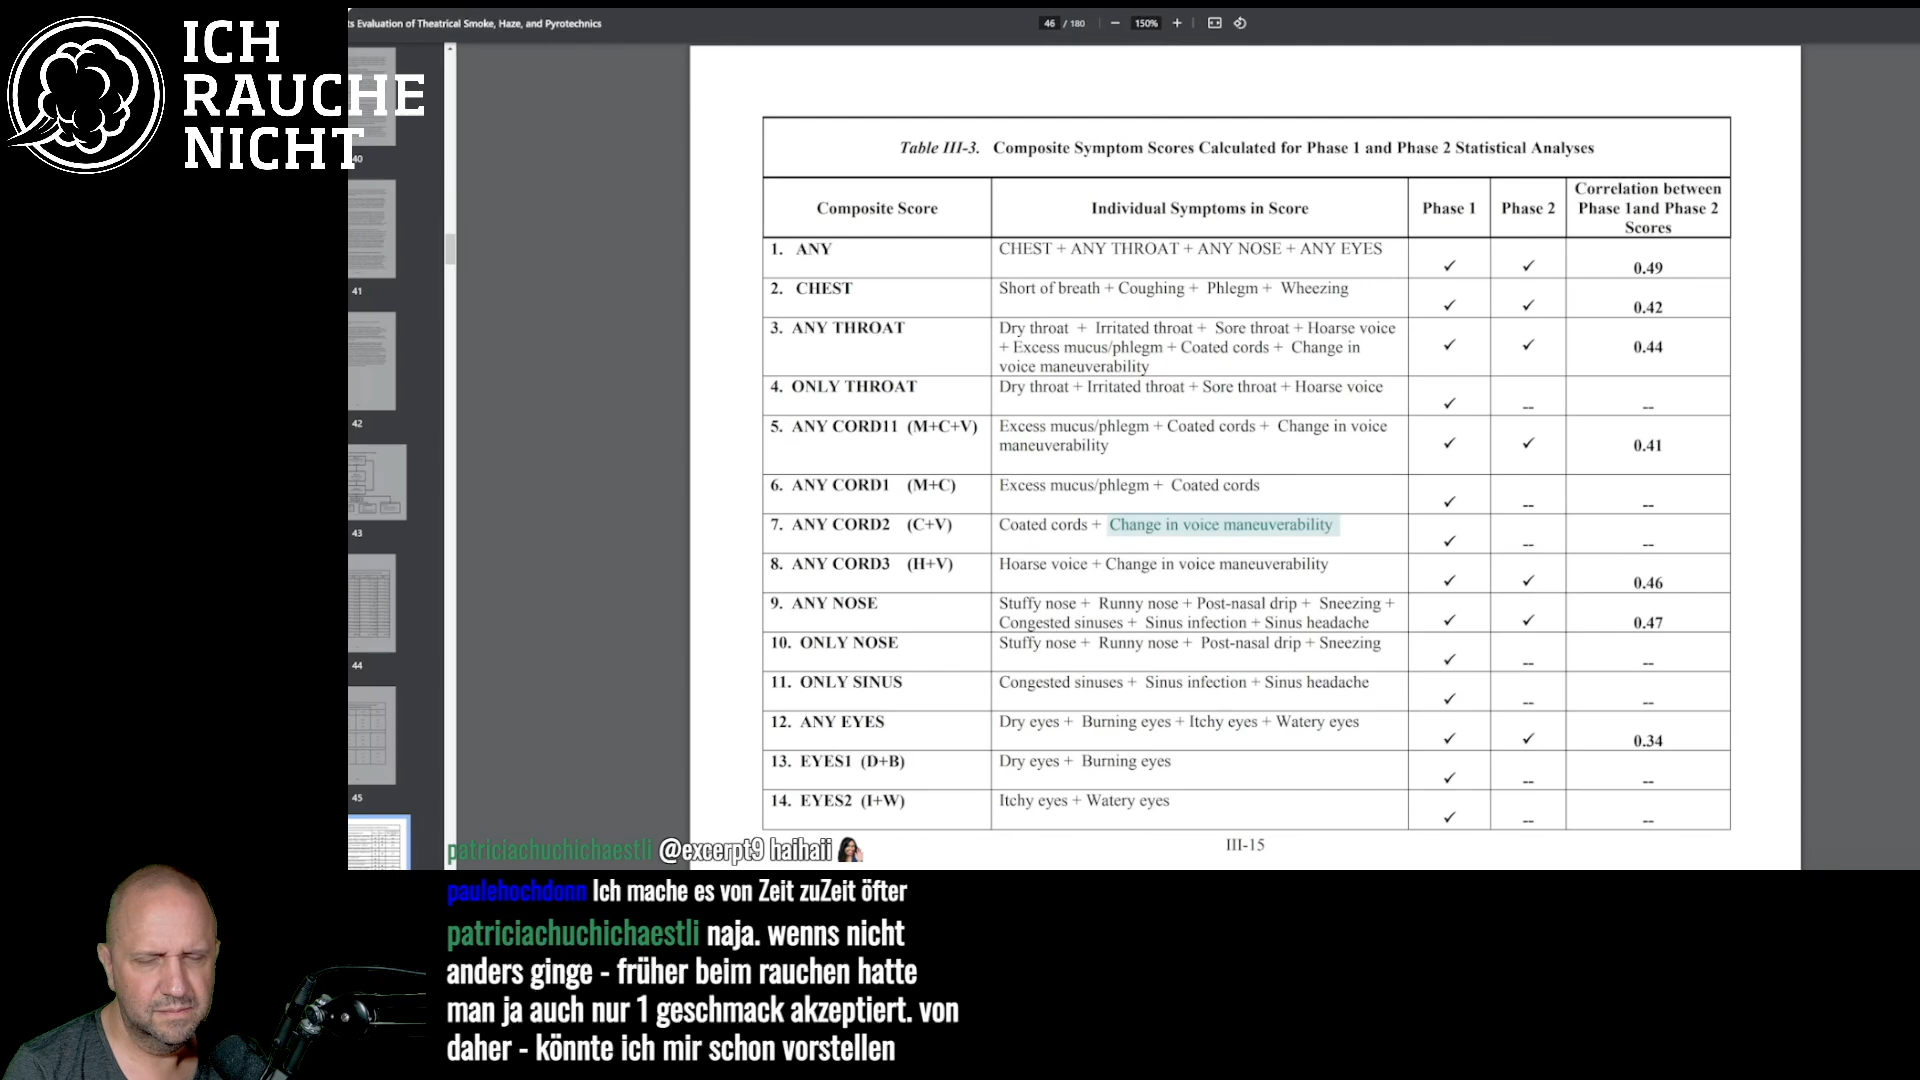 ICH
RAUCHE
NICHT
ts Evaluation of Theatrical Smoke, Haze, and Pyrotechnics
46 / 180
150%
40
41
42
43
44
45
Table III-3. Composite Symptom Scores Calculated for Phase 1 and Phase 2 Statistical Analyses
Composite Score Individual Symptoms in Score Phase 1 Phase 2 Correlation between Phase 1and Phase 2 Scores
1. ANY CHEST + ANY THROAT + ANY NOSE + ANY EYES ✓ ✓ 0.49
2. CHEST Short of breath + Coughing + Phlegm + Wheezing ✓ ✓ 0.42
3. ANY THROAT Dry throat + Irritated throat + Sore throat + Hoarse voice
+ Excess mucus/phlegm + Coated cords + Change in ✓ ✓ 0.44
voice maneuverability
4. ONLY THROAT Dry throat + Irritated throat + Sore throat + Hoarse voice ✓ -- --
5. ANY CORD11 (M+C+V) Excess mucus/phlegm + Coated cords + Change in voice
maneuverability ✓ ✓ 0.41
6. ANY CORD1 (M+C) Excess mucus/phlegm + Coated cords ✓ -- --
7. ANY CORD2 (C+V) Coated cords + Change in voice maneuverability ✓ -- --
8. ANY CORD3 (H+V) Hoarse voice + Change in voice maneuverability ✓ ✓ 0.46
9. ANY NOSE Stuffy nose + Runny nose + Post-nasal drip + Sneezing +
Congested sinuses + Sinus infection + Sinus headache ✓ ✓ 0.47
10. ONLY NOSE Stuffy nose + Runny nose + Post-nasal drip + Sneezing ✓ -- --
11. ONLY SINUS Congested sinuses + Sinus infection + Sinus headache ✓ -- --
12. ANY EYES Dry eyes + Burning eyes + Itchy eyes + Watery eyes ✓ ✓ 0.34
13. EYES1 (D+B) Dry eyes + Burning eyes ✓ -- --
14. EYES2 (I+W) Itchy eyes + Watery eyes ✓ -- --
III-15
patriciachuchichaestli @excerpt9 haihaii
paulehochdonn Ich mache es von Zeit zuZeit öfter
patriciachuchichaestli naja. wenns nicht
anders ginge - früher beim rauchen hatte
man ja auch nur 1 geschmack akzeptiert. von
daher - könnte ich mir schon vorstellen